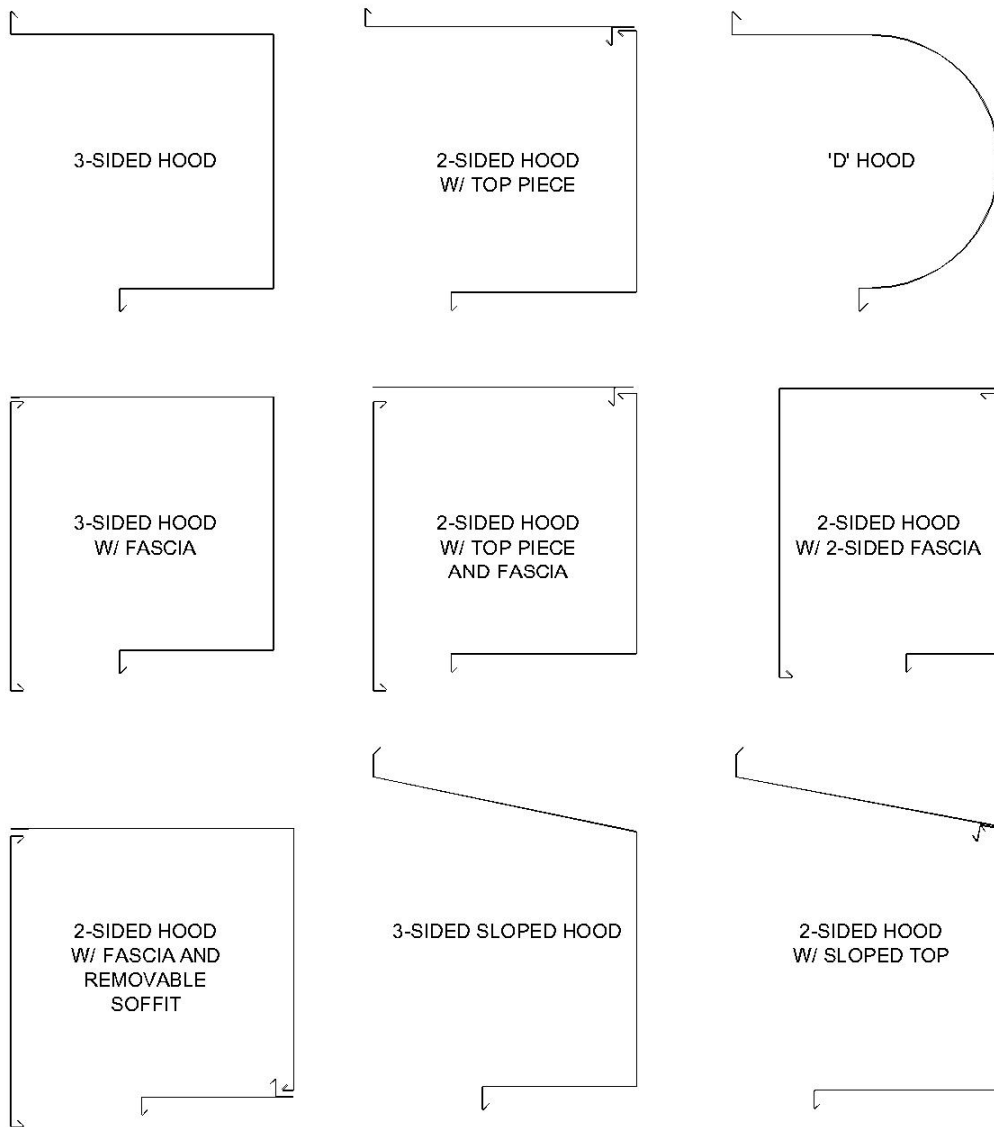 3-SIDED HOOD
2-SIDED HOOD
W/ TOP PIECE
'D' HOOD
3-SIDED HOOD
W/ FASCIA
2-SIDED HOOD
W/ TOP PIECE
AND FASCIA
2-SIDED HOOD
W/ 2-SIDED FASCIA
2-SIDED HOOD
W/ FASCIA AND
REMOVABLE
SOFFIT
3-SIDED SLOPED HOOD
2-SIDED HOOD
W/ SLOPED TOP